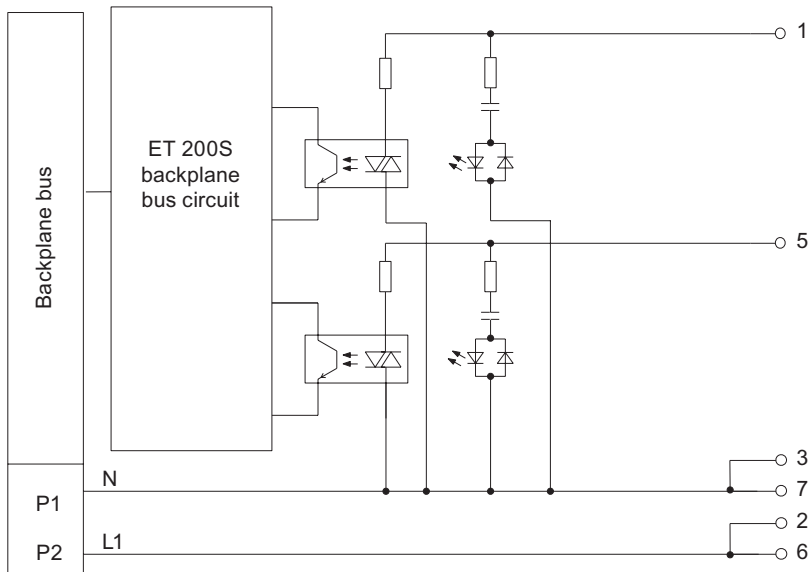 1
ET 200S
backplane
bus circuit
Backplane bus
5
3
N
7
P1
2
L1
P2
6